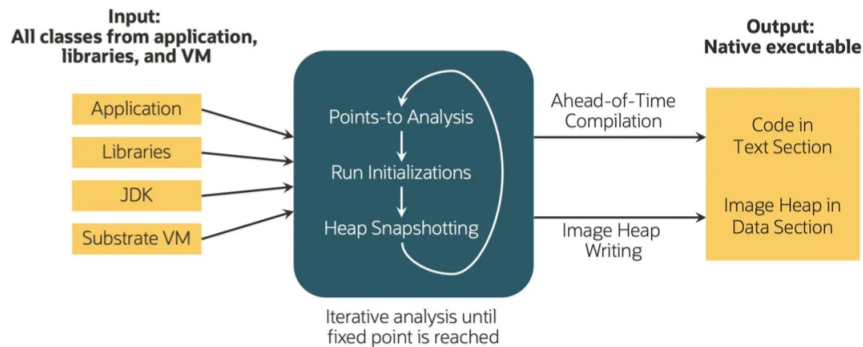 Input:
All classes from application,
libraries, and VM
Application
Libraries
JDK
Substrate VM
Points-to Analysis
Run Initializations
Heap Snapshotting
Iterative analysis until
fixed point is reached
Ahead-of-Time
Compilation
Image Heap
Writing
Output:
Native executable
Code in
Text Section
Image Heap in
Data Section